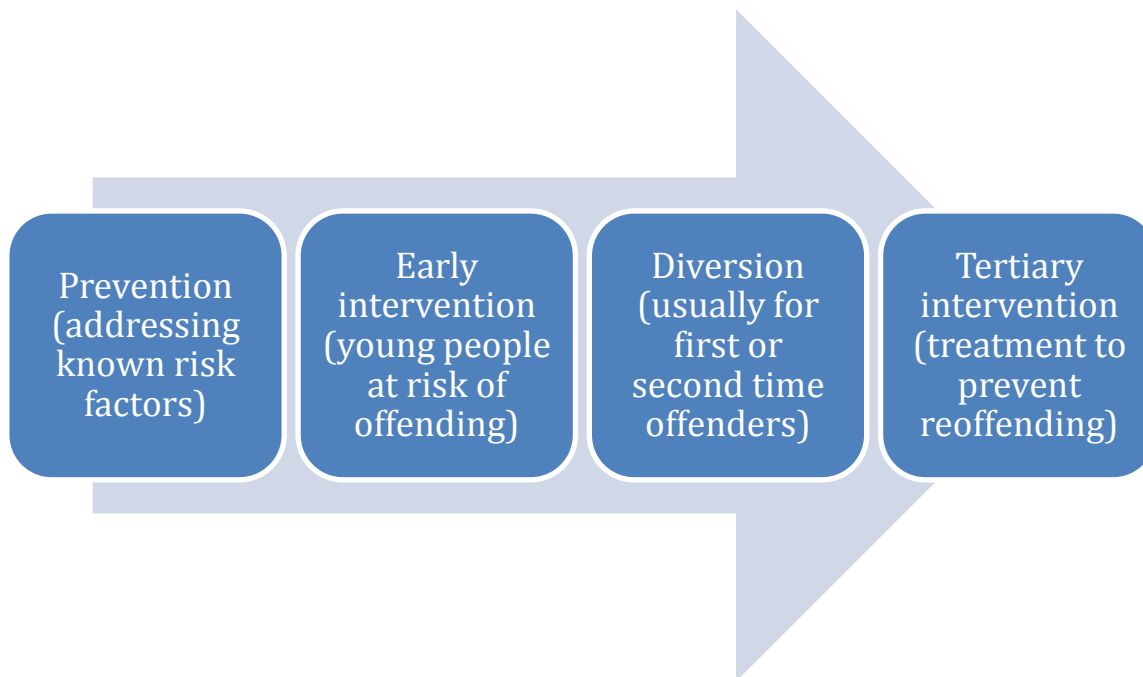 Prevention
(addressing
known risk
factors)
Early
intervention
(young people
at risk of
offending)
Diversion
(usually for
first or
second time
offenders)
Tertiary
intervention
(treatment to
prevent
reoffending)